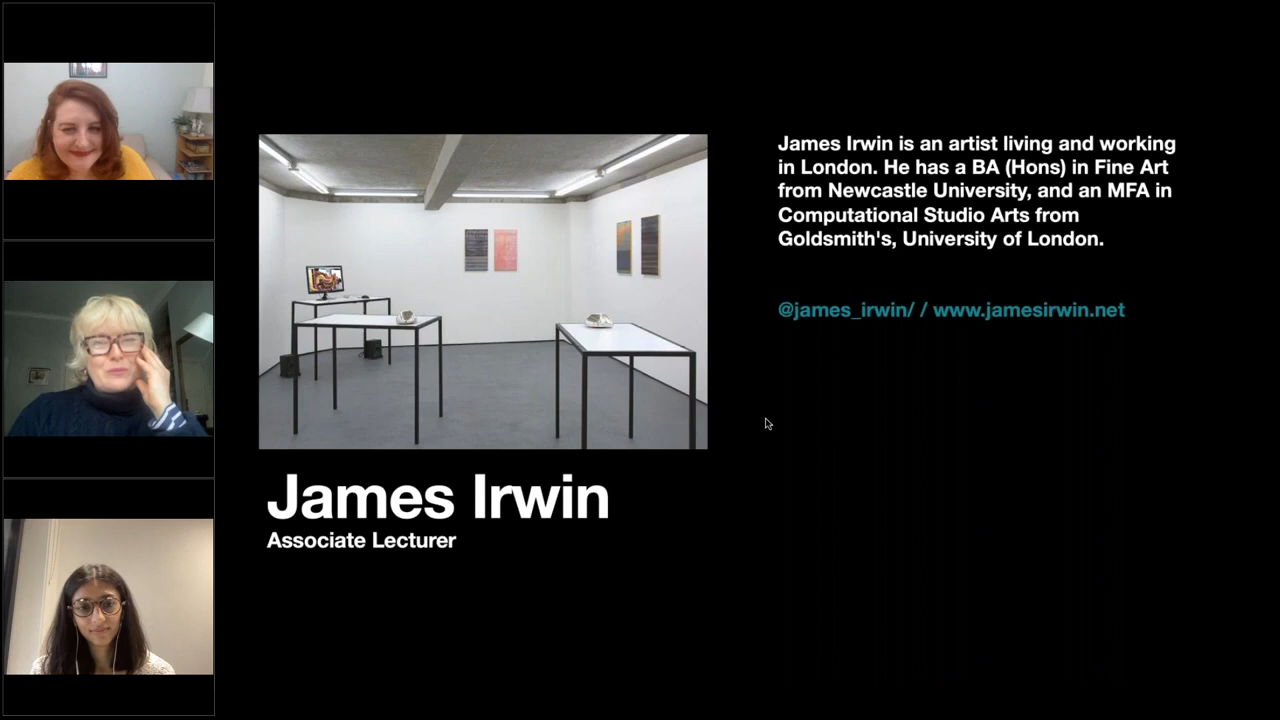 James Irwin is an artist living and working
in London. He has a BA (Hons) in Fine Art
from Newcastle University, and an MFA in
Computational Studio Arts from
Goldsmith's, University of London.
@james_irwin/ / www.jamesirwin.net
James Irwin
Associate Lecturer